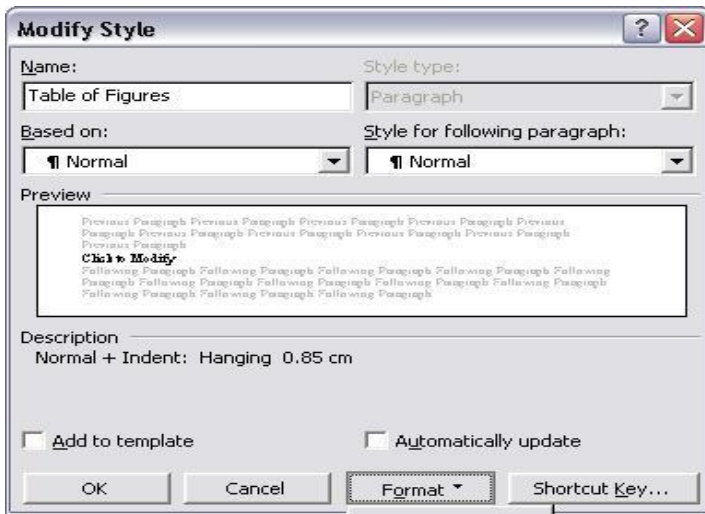 Modify Style
Name:
Style type:
Table of Figures
Paragraph
Based on:
Style for following paragraph:
¶ Normal
¶ Normal
Preview
Previous Paragraph Previous Paragraph Previous Paragraph Previous Paragraph Previous
Paragraph Previous Paragraph Previous Paragraph Previous Paragraph Previous Paragraph
Previous Paragraph
Click to Modify
Following Paragraph Following Paragraph Following Paragraph Following Paragraph Following
Paragraph Following Paragraph Following Paragraph Following Paragraph Following Paragraph
Following Paragraph Following Paragraph Following Paragraph
Description
Normal + Indent: Hanging 0.85 cm
Add to template
Automatically update
OK
Cancel
Format
Shortcut Key...